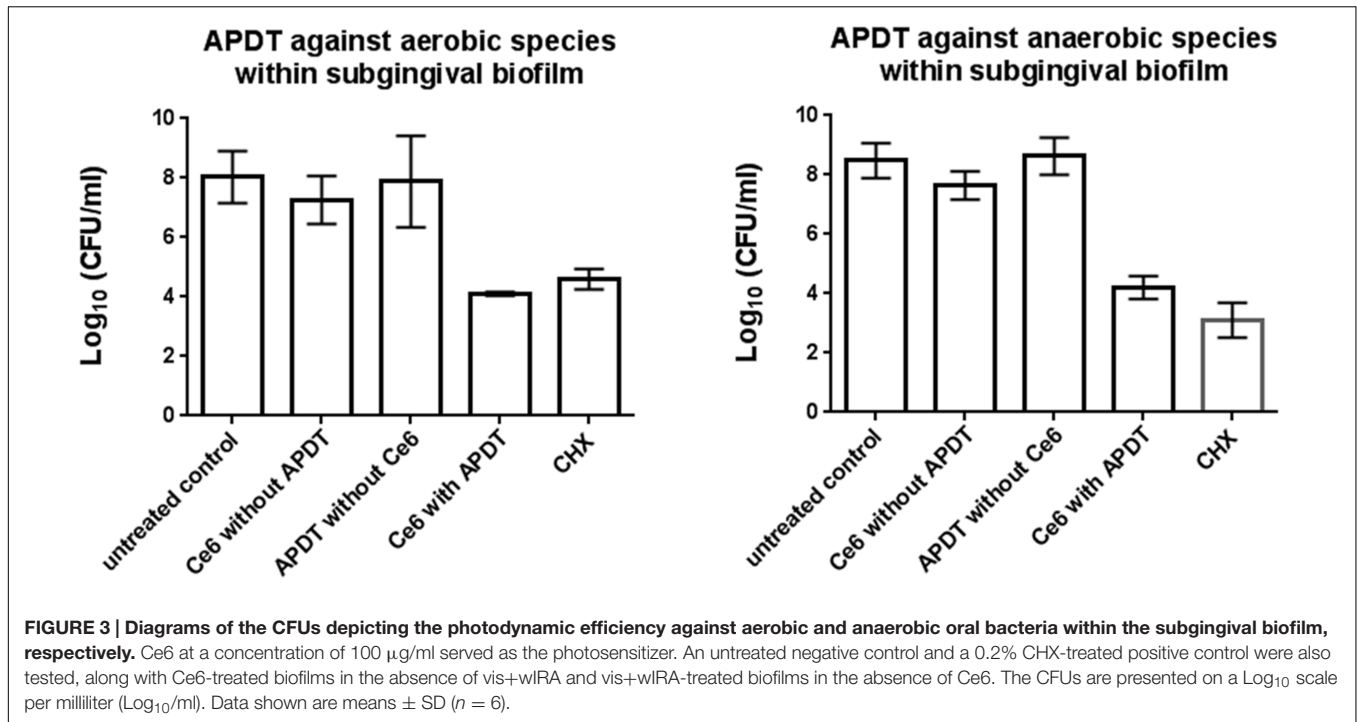 APDT against aerobic species
within subgingival biofilm
Log10 (CFU/ml)
10
8
6
4
2
0
untreated control
Ce6 without APDT
APDT without Ce6
Ce6 with APDT
CHX
APDT against anaerobic species
within subgingival biofilm
Log10 (CFU/ml)
10
8
6
4
2
0
untreated control
Ce6 without APDT
APDT without Ce6
Ce6 with APDT
CHX
FIGURE 3 | Diagrams of the CFUs depicting the photodynamic efficiency against aerobic and anaerobic oral bacteria within the subgingival biofilm,
respectively. Ce6 at a concentration of 100 μg/ml served as the photosensitizer. An untreated negative control and a 0.2% CHX-treated positive control were also
tested, along with Ce6-treated biofilms in the absence of vis+wIRA and vis+wIRA-treated biofilms in the absence of Ce6. The CFUs are presented on a Log10 scale
per milliliter (Log10/ml). Data shown are means ± SD (n = 6).